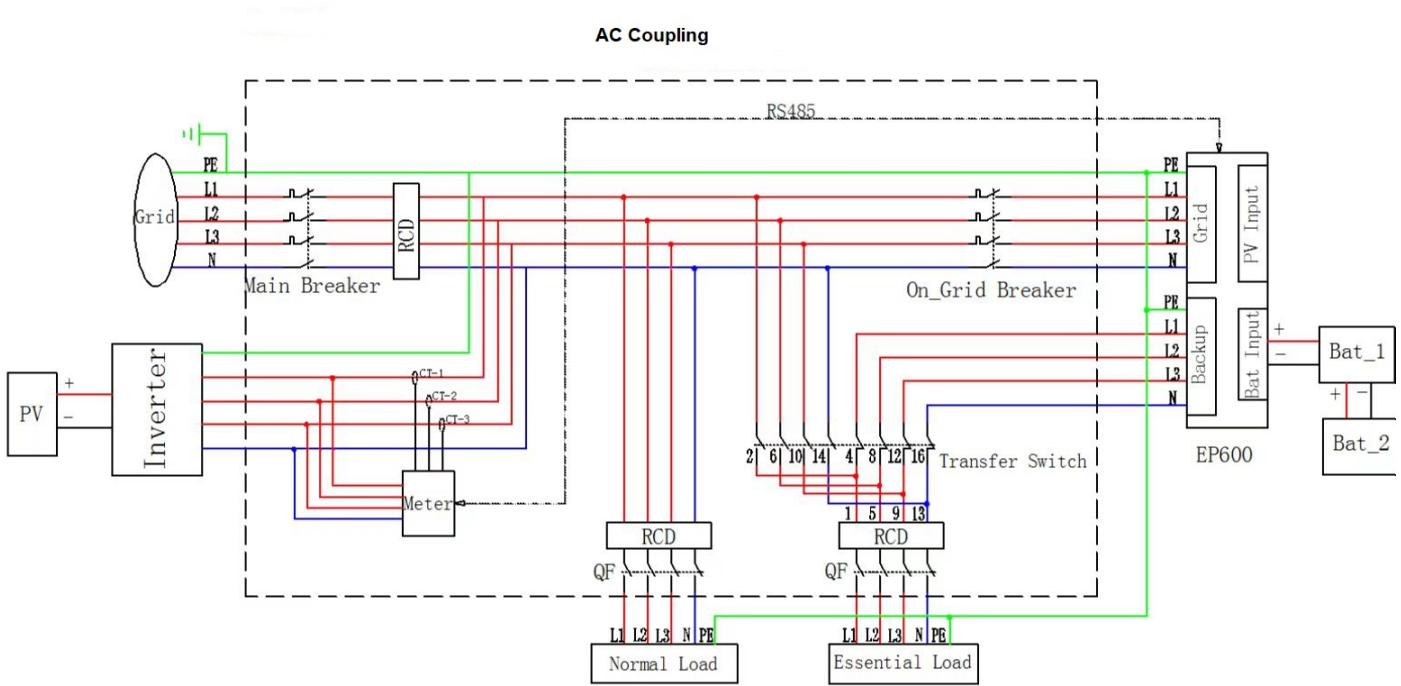 AC Coupling
RS485
PE
L1
L2
L3
N
Grid
RCD
Main Breaker
On_Grid Breaker
PE
L1
L2
L3
N
Grid
PV Input
PE
L1
L2
L3
N
Backup
Bat Input
EP600
+
−
Bat_1
+ −
Bat_2
PV
+
−
Inverter
CT-1
CT-2
CT-3
Meter
2 6 10 14 4 8 12 16
Transfer Switch
1 5 9 13
RCD
RCD
QF
QF
L1 L2 L3 N PE
Normal Load
L1 L2 L3 N PE
Essential Load